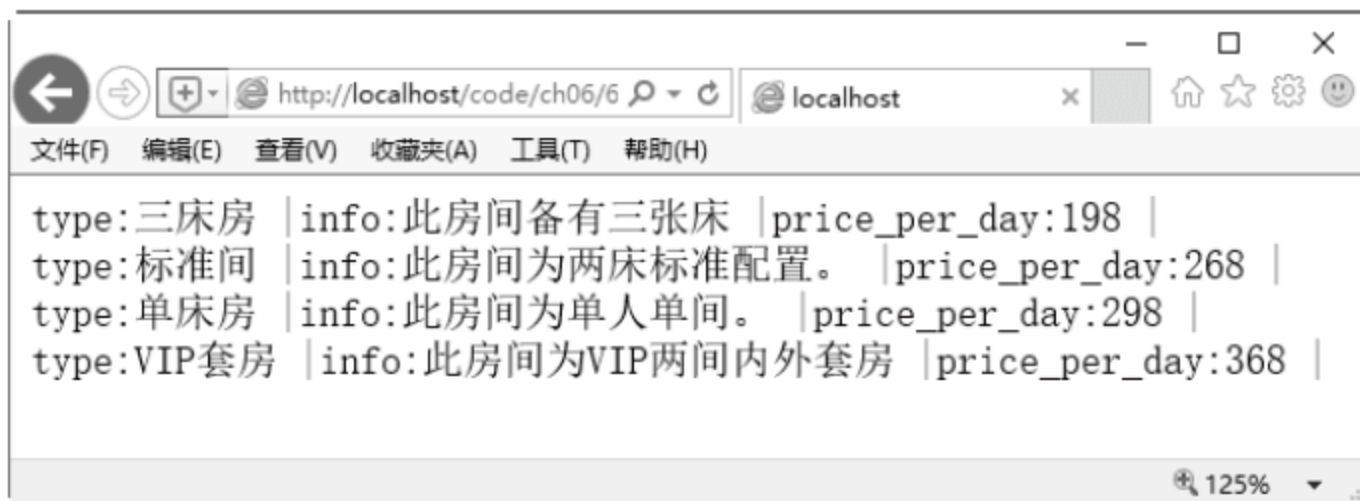 http://localhost/code/ch06/6 localhost
文件(F) 编辑(E) 查看(V) 收藏夹(A) 工具(T) 帮助(H)
type:三床房 |info:此房间备有三张床 |price_per_day:198 |
type:标准间 |info:此房间为两床标准配置。 |price_per_day:268 |
type:单床房 |info:此房间为单人单间。 |price_per_day:298 |
type:VIP套房 |info:此房间为VIP两间内外套房 |price_per_day:368 |
125%